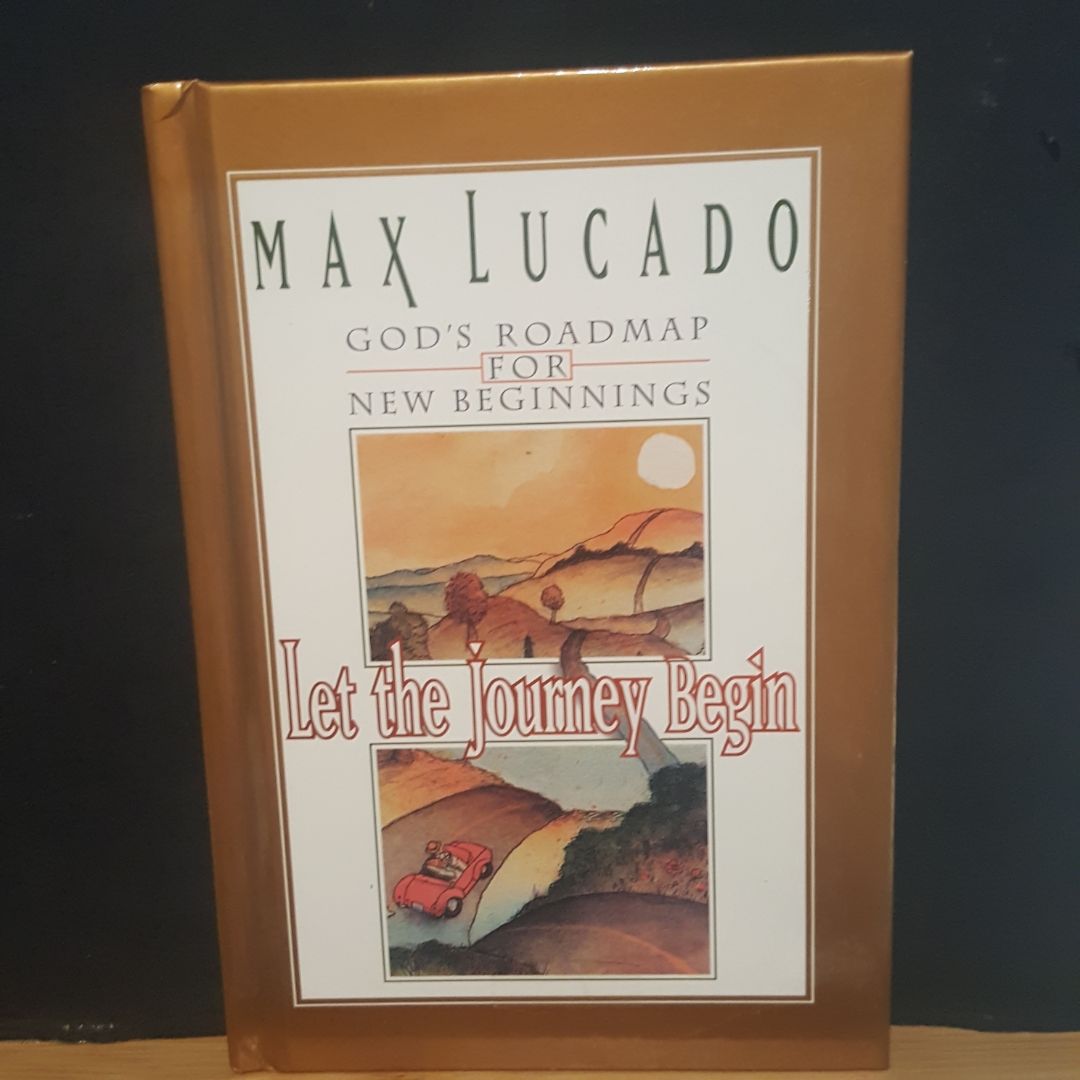 MAX LUCADO
GOD'S ROADMAP
FOR
NEW BEGINNINGS
Let the Journey Begin